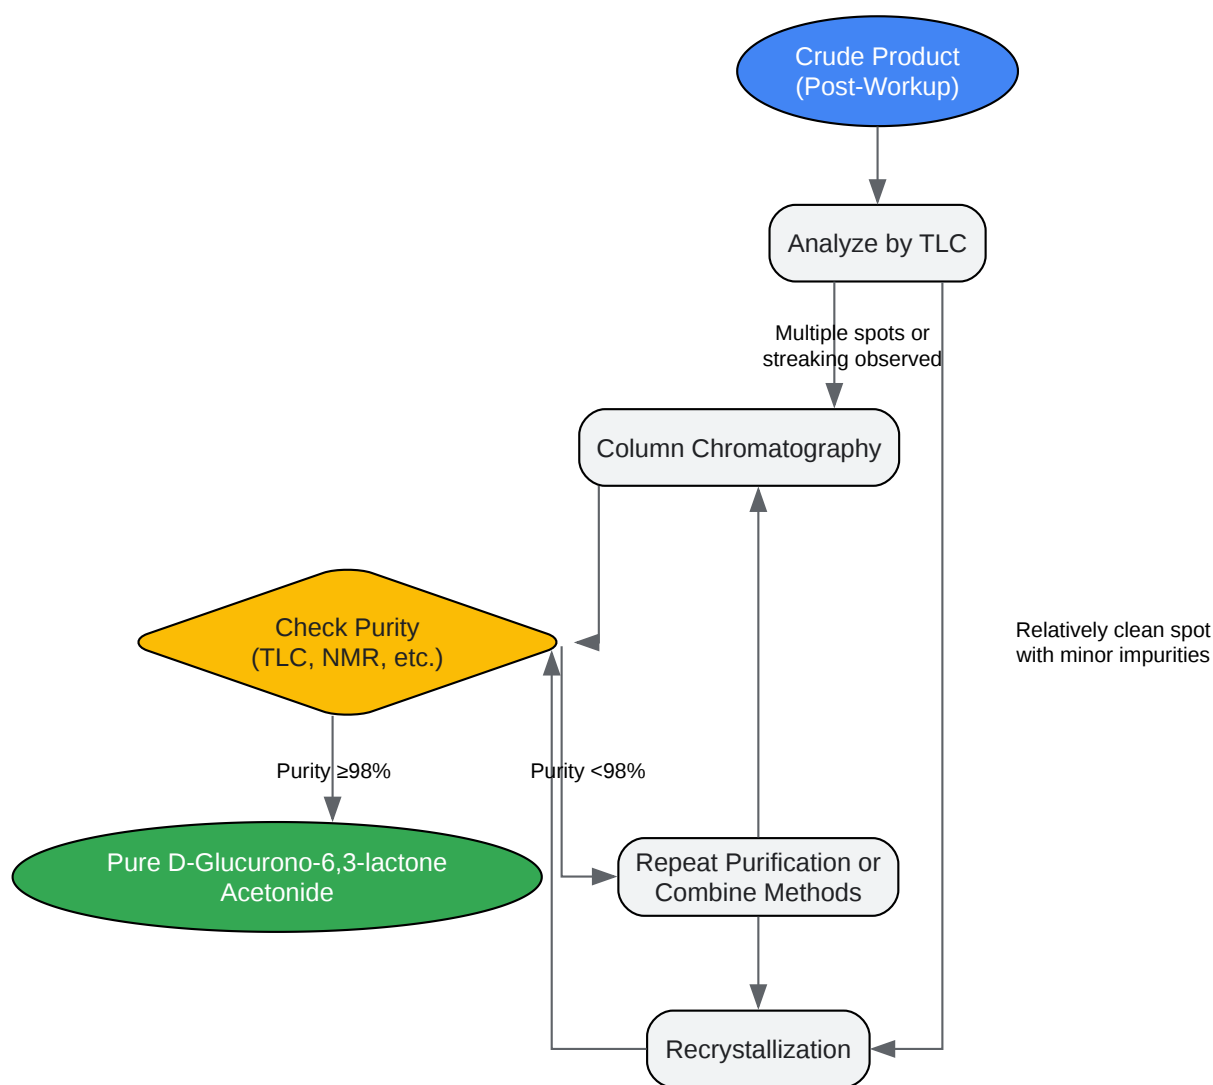 Crude Product
(Post-Workup)
Analyze by TLC
Multiple spots or
streaking observed
Column Chromatography
Relatively clean spot
with minor impurities
Check Purity
(TLC, NMR, etc.)
Purity ≥98%
Purity <98%
Pure D-Glucurono-6,3-lactone
Acetonide
Repeat Purification or
Combine Methods
Recrystallization